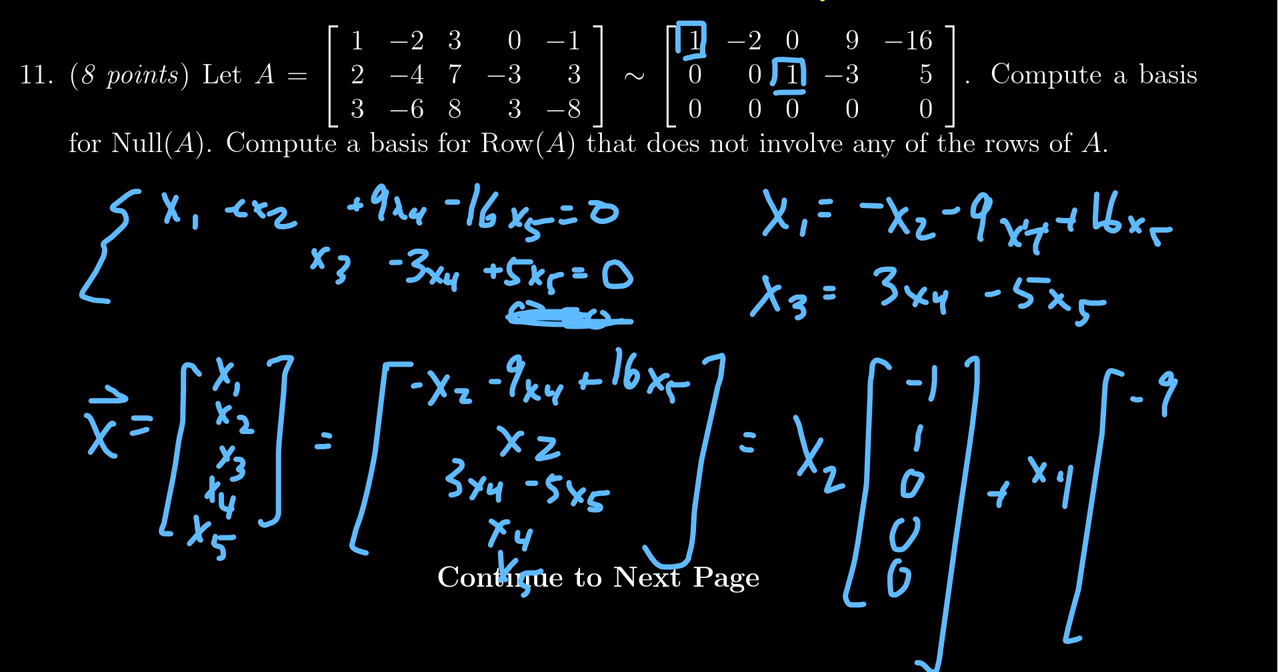 11. (8 points) Let A = [ 1 −2 3 0 −1 ] ∼ [ 1 −2 0 9 −16 ]
[ 2 −4 7 −3 3 ] [ 0 0 1 −3 5 ] . Compute a basis
[ 3 −6 8 3 −8 ] [ 0 0 0 0 0 ]
for Null(A). Compute a basis for Row(A) that does not involve any of the rows of A.
{ x₁ +x₂ +9x₄ −16x₅ = 0 x₁ = −x₂ −9x₄ + 16x₅
x₃ −3x₄ +5x₅ = 0 x₃ = 3x₄ −5x₅
x⃗ = [ x₁ x₂ x₃ x₄ x₅ ] = [ −x₂ −9x₄ + 16x₅
x₂
3x₄ −5x₅
x₄
x₅ ] = x₂ [ −1 1 0 0 0 ] + x₄ [ −9
Continue to Next Page